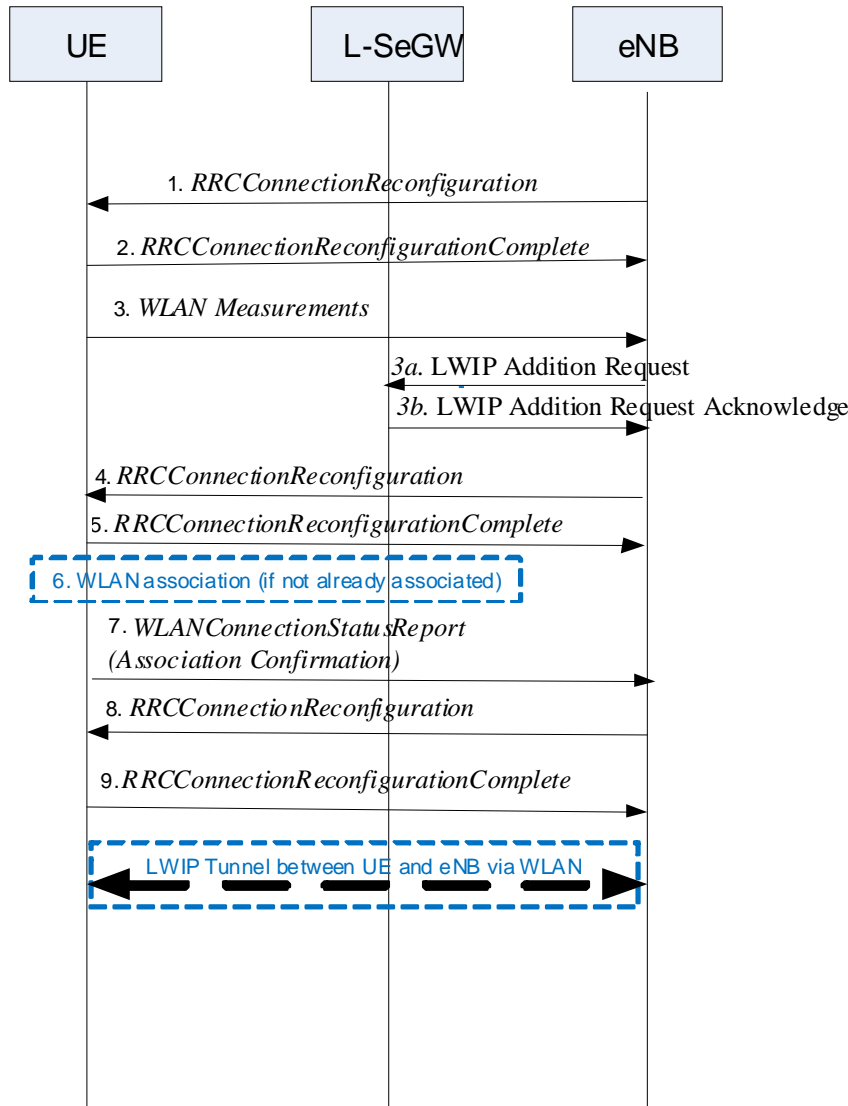 UE
L-SeGW
eNB
1. RRCConnectionReconfiguration
2. RRCConnectionReconfigurationComplete
3. WLAN Measurements
3a. LWIP Addition Request
3b. LWIP Addition Request Acknowledge
4. RRCConnectionReconfiguration
5. RRCConnectionReconfigurationComplete
6. WLAN association (if not already associated)
7. WLANConnectionStatusReport
(Association Confirmation)
8. RRCConnectionReconfiguration
9. RRCConnectionReconfigurationComplete
LWIP Tunnel between UE and eNB via WLAN